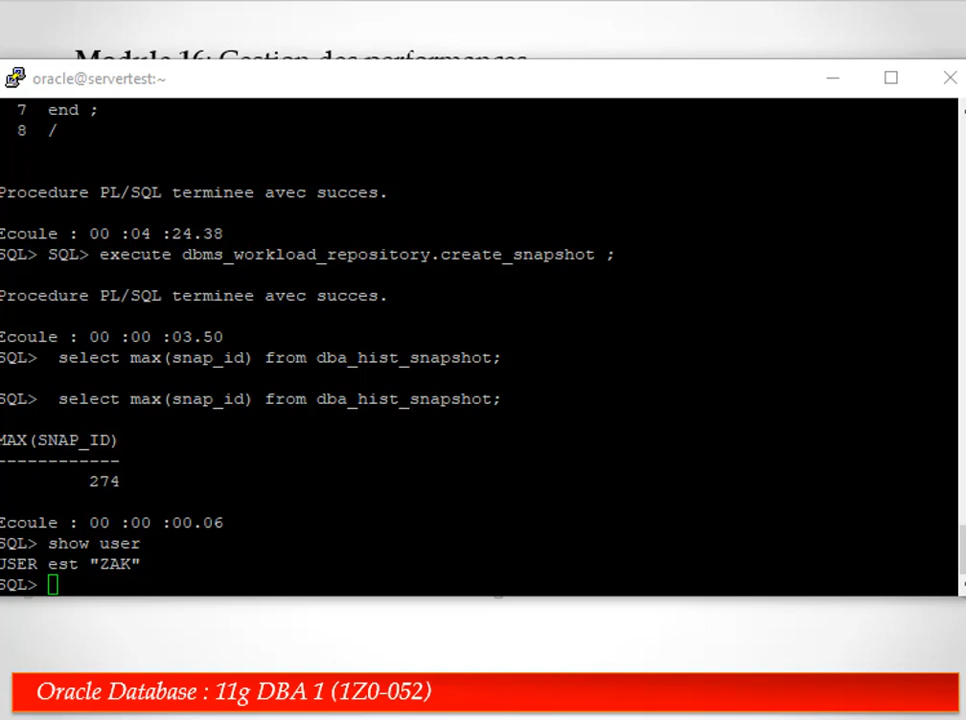 Module 16: Gestion des performances
oracle@servertest:~
7 end ;
8 /
Procedure PL/SQL terminee avec succes.
Ecoule : 00 :04 :24.38
SQL> SQL> execute dbms_workload_repository.create_snapshot ;
Procedure PL/SQL terminee avec succes.
Ecoule : 00 :00 :03.50
SQL> select max(snap_id) from dba_hist_snapshot;
SQL> select max(snap_id) from dba_hist_snapshot;
MAX(SNAP_ID)
------------
274
Ecoule : 00 :00 :00.06
SQL> show user
USER est "ZAK"
SQL>
Oracle Database : 11g DBA 1 (1Z0-052)